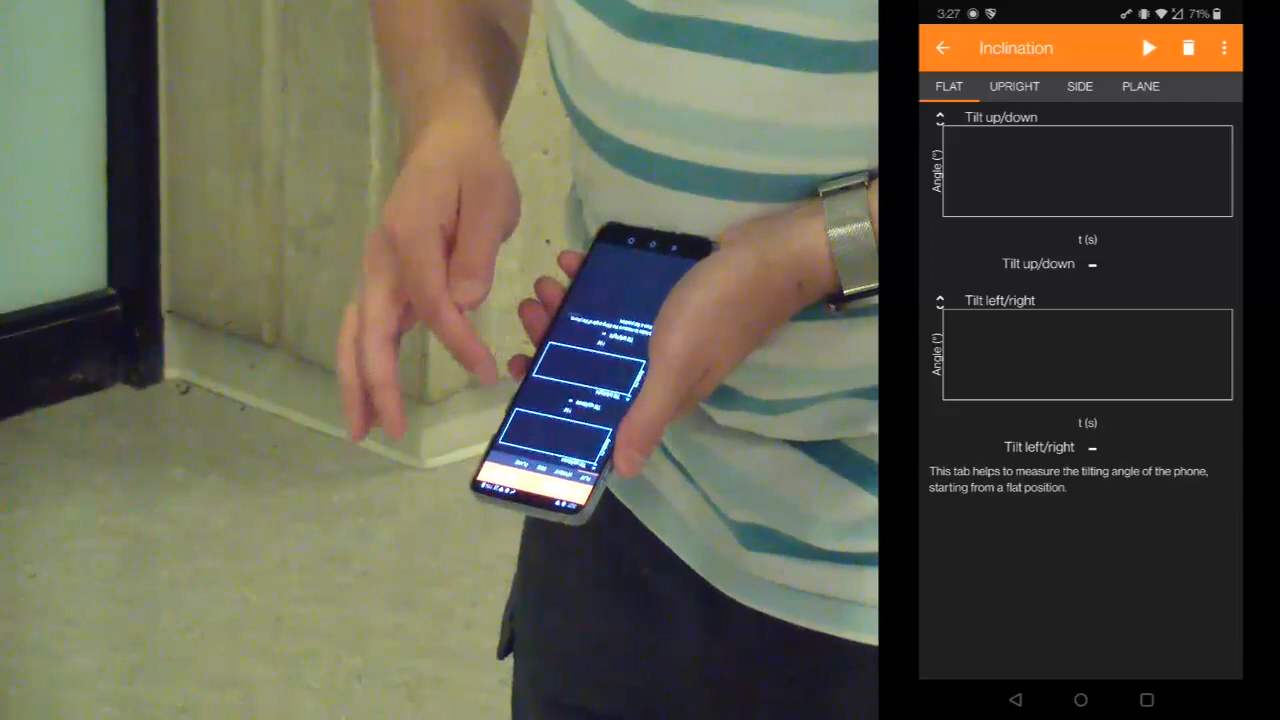 3:27 71%
Inclination
FLAT UPRIGHT SIDE PLANE
Tilt up/down
Angle (°)
t (s)
Tilt up/down –
Tilt left/right
Angle (°)
t (s)
Tilt left/right –
This tab helps to measure the tilting angle of the phone,
starting from a flat position.